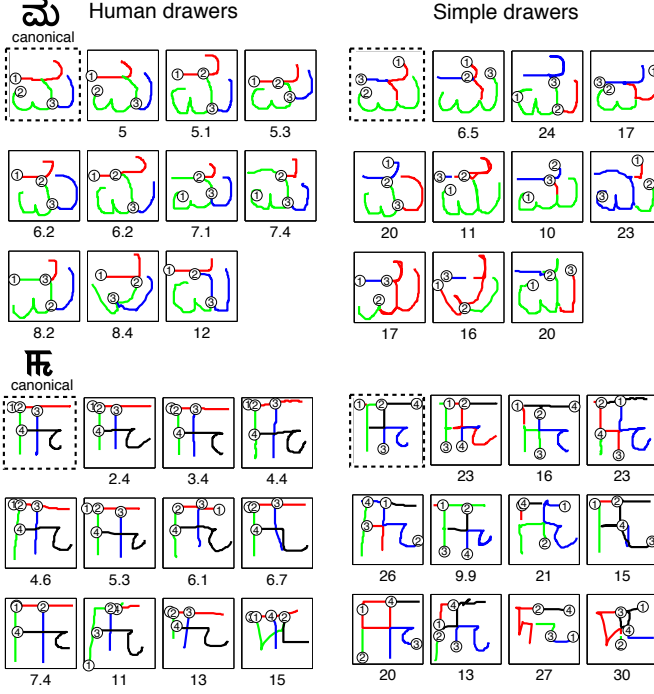 ಮ Human drawers Simple drawers
canonical
5 5.1 5.3 6.5 24 17
6.2 6.2 7.1 7.4 20 11 10 23
8.2 8.4 12 17 16 20
canonical
2.4 3.4 4.4 23 16 23
4.6 5.3 6.1 6.7 26 9.9 21 15
7.4 11 13 15 20 13 27 30